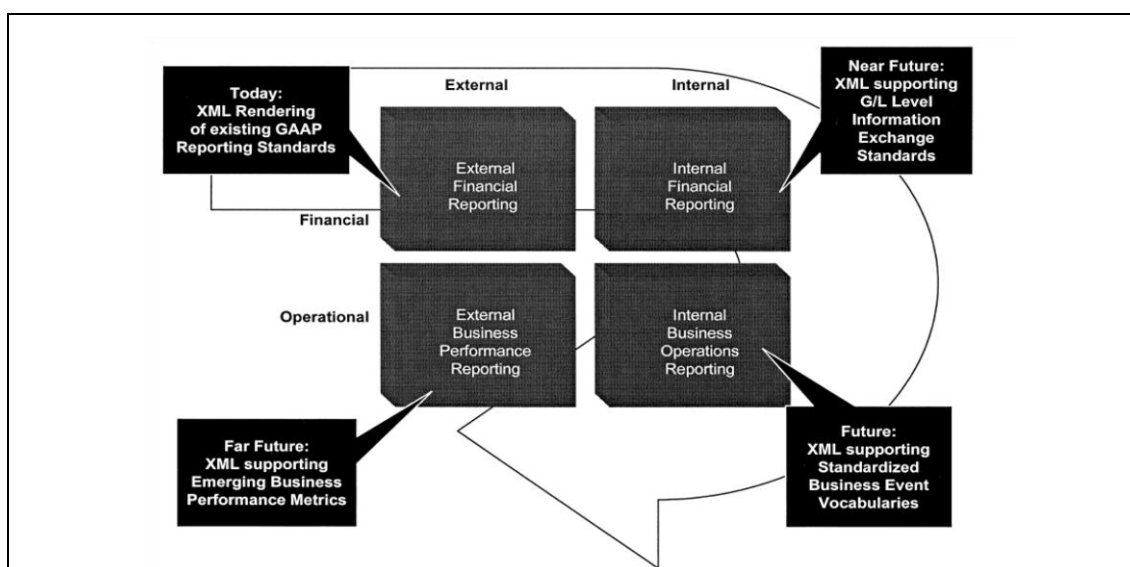 External
Internal
Today:
XML Rendering
of existing GAAP
Reporting Standards
Near Future:
XML supporting
G/L Level
Information
Exchange
Standards
External
Financial
Reporting
Internal
Financial
Reporting
Financial
Operational
External
Business
Performance
Reporting
Internal
Business
Operations
Reporting
Far Future:
XML supporting
Emerging Business
Performance Metrics
Future:
XML supporting
Standardized
Business Event
Vocabularies